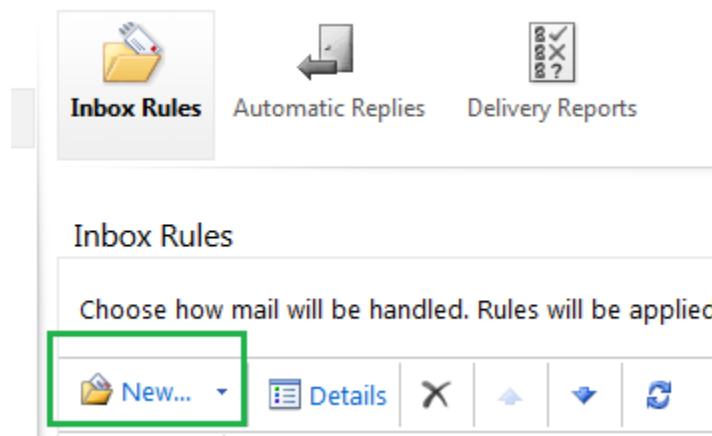 Inbox Rules Automatic Replies Delivery Reports
Inbox Rules
Choose how mail will be handled. Rules will be applied
New... Details